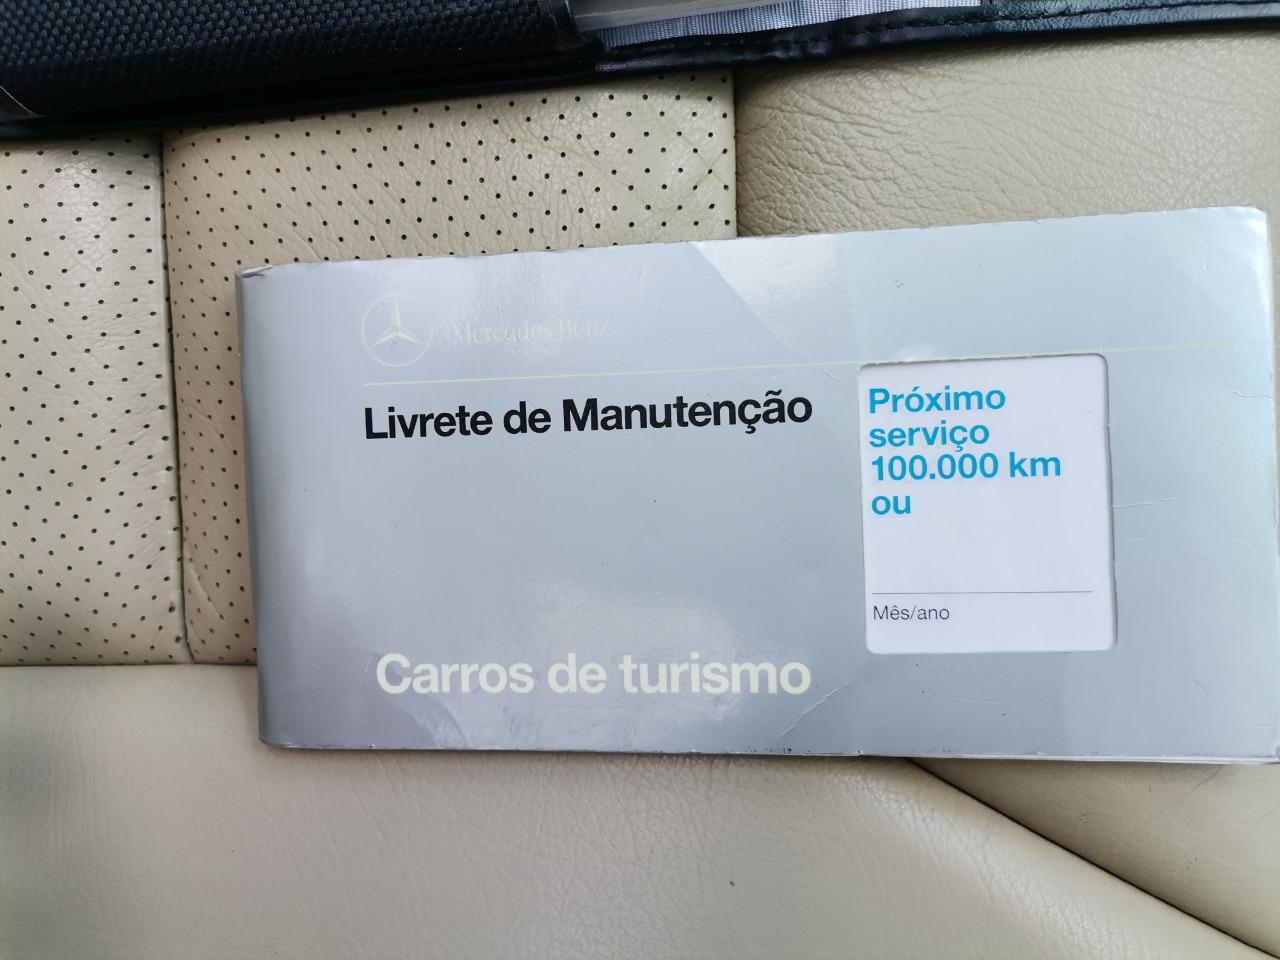 Mercedes-Benz
Livrete de Manutenção
Próximo
serviço
100.000 km
ou
Mês/ano
Carros de turismo